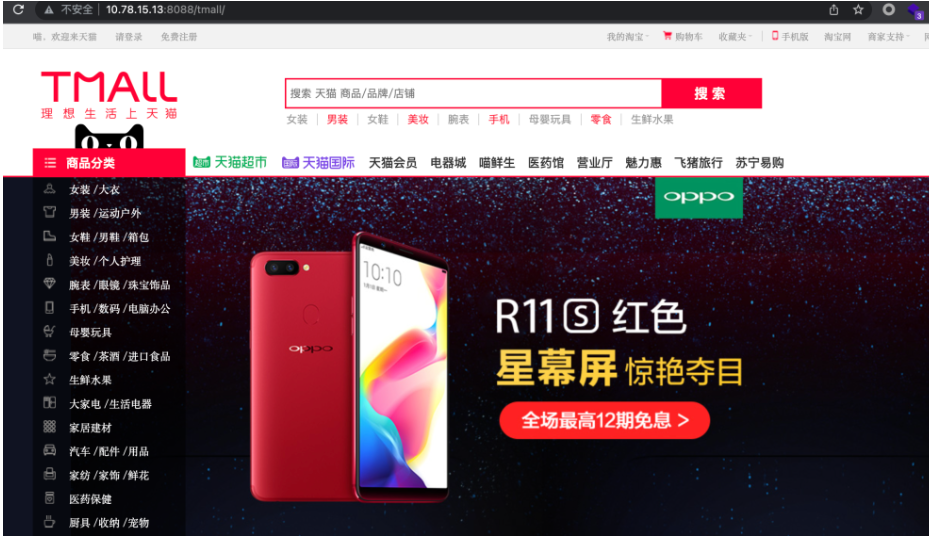 不安全 | 10.78.15.13:8088/tmall/
3
喵，欢迎来天猫 请登录 免费注册 我的淘宝 购物车 收藏夹 手机版 淘宝网 商家支持
TMALL
理想生活上天猫
搜索 天猫 商品/品牌/店铺 搜 索
女装 | 男装 | 女鞋 | 美妆 | 腕表 | 手机 | 母婴玩具 | 零食 | 生鲜水果
商品分类 天猫超市 天猫国际 天猫会员 电器城 喵鲜生 医药馆 营业厅 魅力惠 飞猪旅行 苏宁易购
女装 /大衣
男装 /运动户外
女鞋 /男鞋 /箱包
美妆 /个人护理
腕表 /眼镜 /珠宝饰品
手机 /数码 /电脑办公
母婴玩具
零食 /茶酒 /进口食品
生鲜水果
大家电 /生活电器
家居建材
汽车 /配件 /用品
家纺 /家饰 /鲜花
医药保健
厨具 /收纳 /宠物
oppo
10:10
oppo
R11 S 红色
星幕屏 惊艳夺目
全场最高12期免息 >